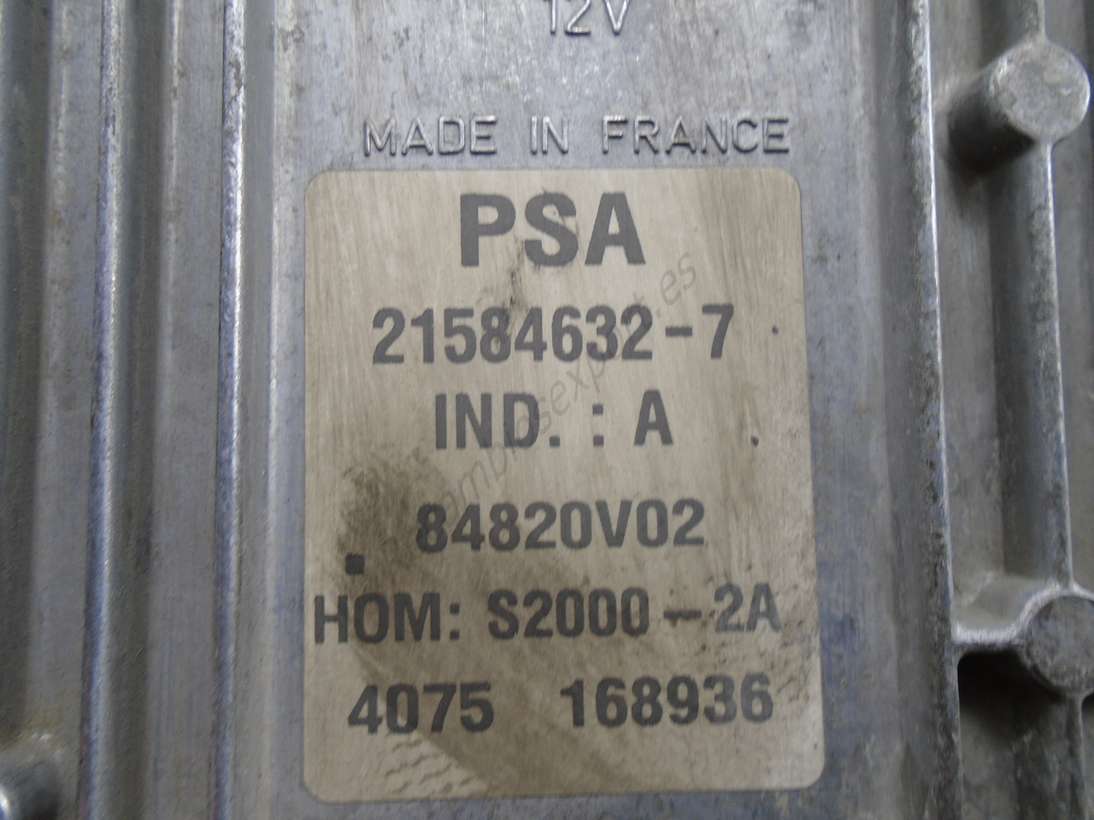 12V
MADE IN FRANCE
PSA
21584632-7
IND. : A
84820V02
HOM: S2000-2A
4075 168936